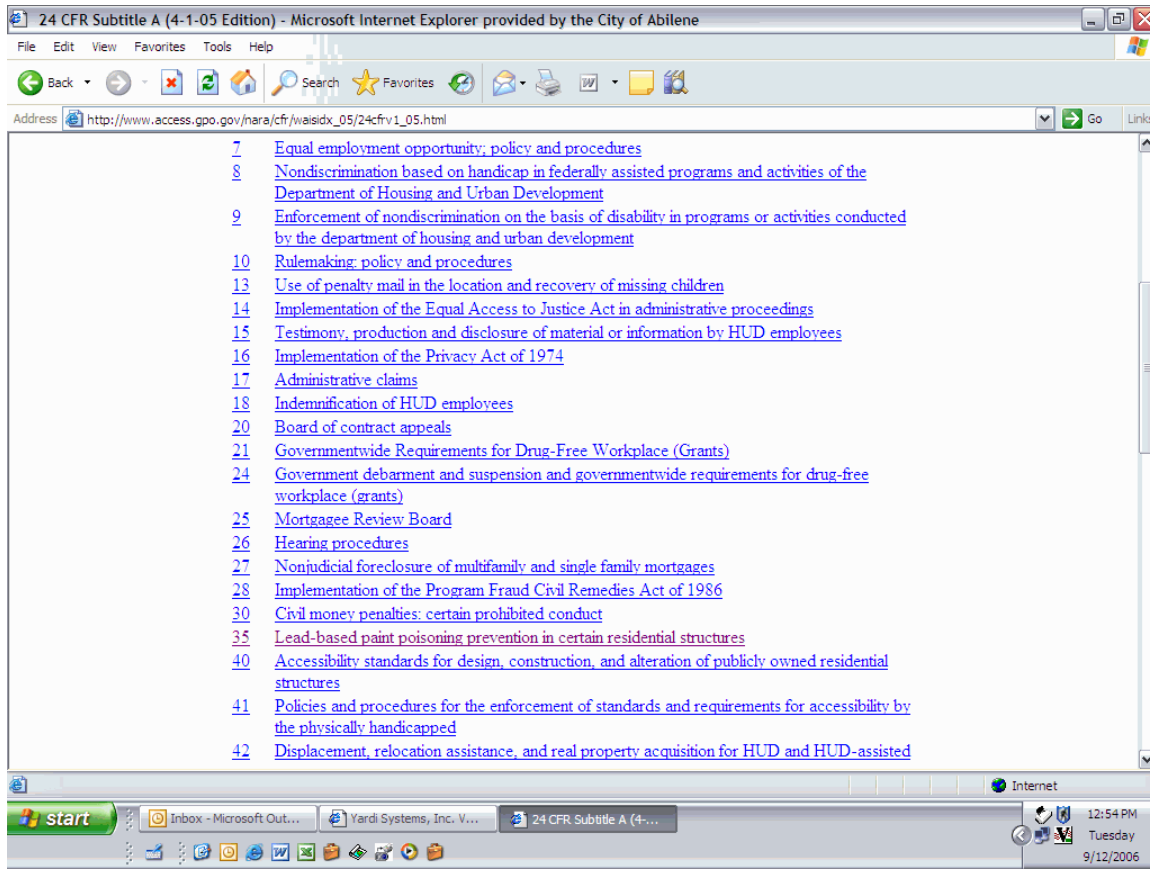 24 CFR Subtitle A (4-1-05 Edition) - Microsoft Internet Explorer provided by the City of Abilene
File Edit View Favorites Tools Help
Back Search Favorites
Address http://www.access.gpo.gov/nara/cfr/waisidx_05/24cfrv1_05.html Go Links
7 Equal employment opportunity; policy and procedures
8 Nondiscrimination based on handicap in federally assisted programs and activities of the
Department of Housing and Urban Development
9 Enforcement of nondiscrimination on the basis of disability in programs or activities conducted
by the department of housing and urban development
10 Rulemaking: policy and procedures
13 Use of penalty mail in the location and recovery of missing children
14 Implementation of the Equal Access to Justice Act in administrative proceedings
15 Testimony, production and disclosure of material or information by HUD employees
16 Implementation of the Privacy Act of 1974
17 Administrative claims
18 Indemnification of HUD employees
20 Board of contract appeals
21 Governmentwide Requirements for Drug-Free Workplace (Grants)
24 Government debarment and suspension and governmentwide requirements for drug-free
workplace (grants)
25 Mortgagee Review Board
26 Hearing procedures
27 Nonjudicial foreclosure of multifamily and single family mortgages
28 Implementation of the Program Fraud Civil Remedies Act of 1986
30 Civil money penalties: certain prohibited conduct
35 Lead-based paint poisoning prevention in certain residential structures
40 Accessibility standards for design, construction, and alteration of publicly owned residential
structures
41 Policies and procedures for the enforcement of standards and requirements for accessibility by
the physically handicapped
42 Displacement, relocation assistance, and real property acquisition for HUD and HUD-assisted
Internet
start Inbox - Microsoft Out... Yardi Systems, Inc. V... 24 CFR Subtitle A (4-... 12:54 PM
Tuesday
9/12/2006